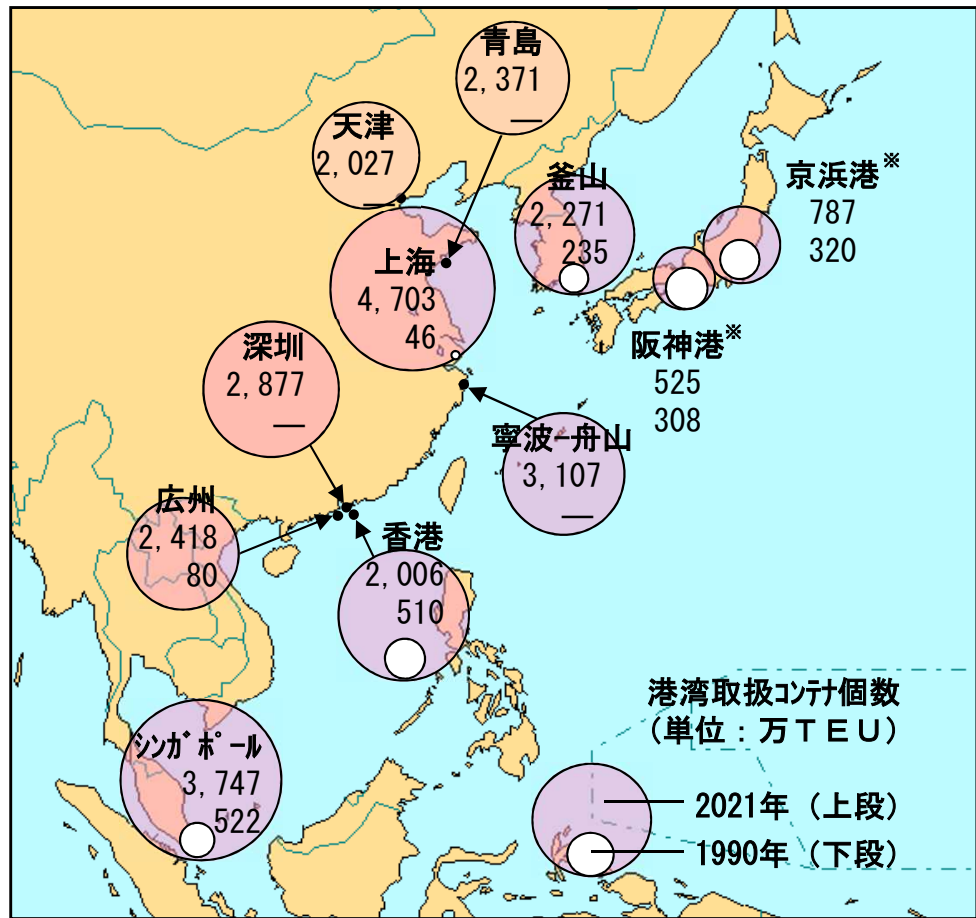 青島
2,371
―
天津
2,027
―
釜山
2,271
235
京浜港※
787
320
上海
4,703
46
阪神港※
525
308
深圳
2,877
―
寧波-舟山
3,107
―
広州
2,418
80
香港
2,006
510
シンガポール
3,747
522
港湾取扱コンテナ個数
(単位:万TEU)
2021年(上段)
1990年(下段)